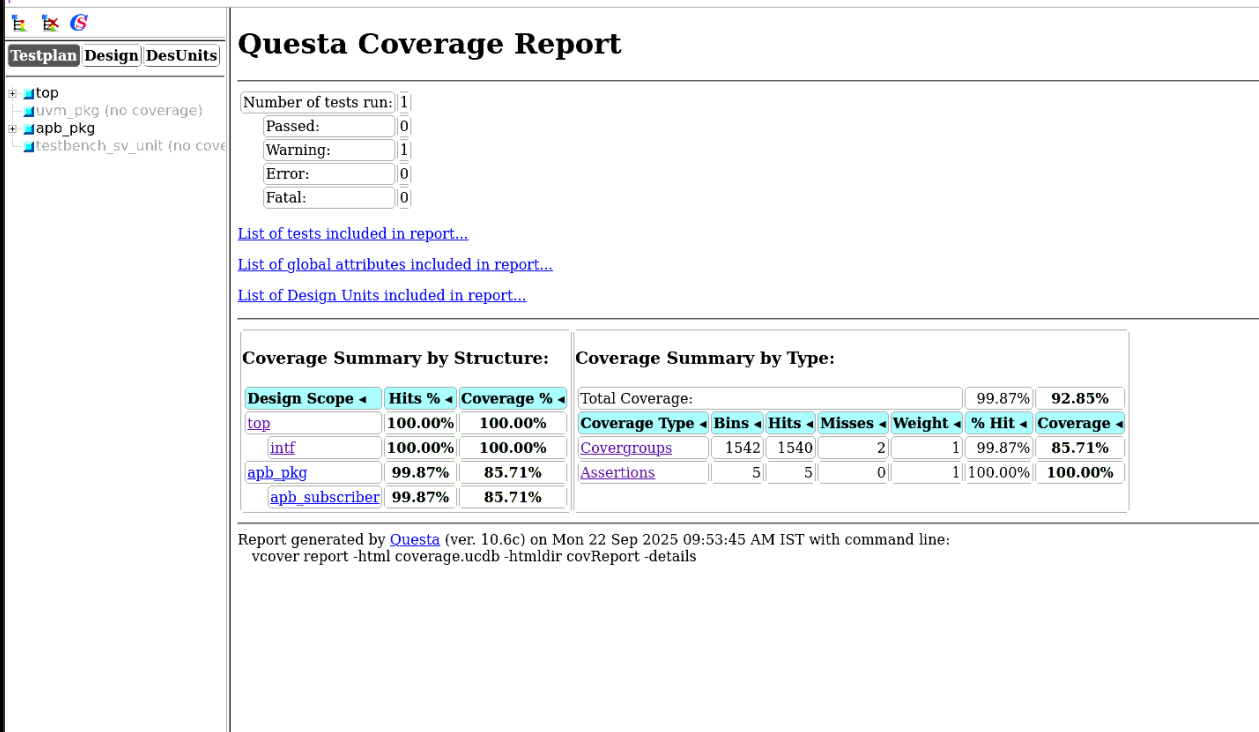 Testplan Design DesUnits
top
uvm_pkg (no coverage)
apb_pkg
testbench_sv_unit (no cove
Questa Coverage Report
Number of tests run: 1
Passed: 0
Warning: 1
Error: 0
Fatal: 0
List of tests included in report...
List of global attributes included in report...
List of Design Units included in report...
Coverage Summary by Structure:
Design Scope ◂ Hits % ◂ Coverage % ◂
top 100.00% 100.00%
intf 100.00% 100.00%
apb_pkg 99.87% 85.71%
apb_subscriber 99.87% 85.71%
Coverage Summary by Type:
Total Coverage: 99.87% 92.85%
Coverage Type ◂ Bins ◂ Hits ◂ Misses ◂ Weight ◂ % Hit ◂ Coverage ◂
Covergroups 1542 1540 2 1 99.87% 85.71%
Assertions 5 5 0 1 100.00% 100.00%
Report generated by Questa (ver. 10.6c) on Mon 22 Sep 2025 09:53:45 AM IST with command line:
vcover report -html coverage.ucdb -htmldir covReport -details